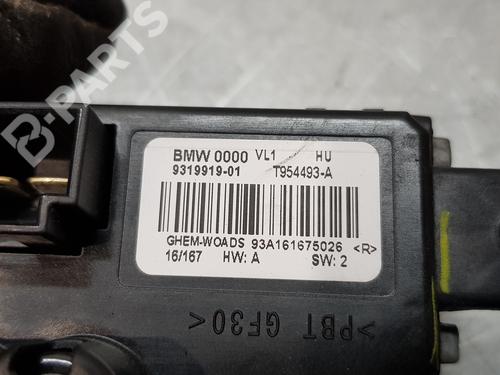 B-PARTS
BMW 0000 VL1 HU
9319919-01 T954493-A
GHEM-WOADS 93A161675026 <R>
16/167 HW: A SW: 2
>PBT GF30<